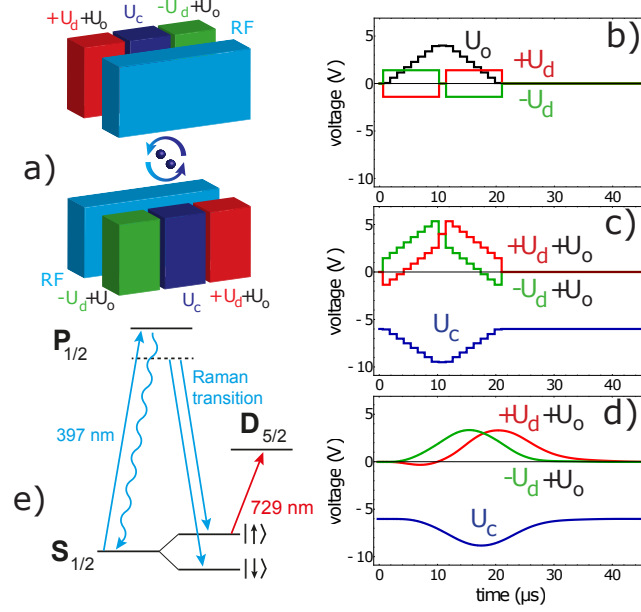 +U_d+U_o
U_c
-U_d+U_o
RF
a)
RF
-U_d+U_o
U_c
+U_d+U_o
b)
U_o
+U_d
-U_d
voltage (V)
5
0
- 5
- 10
0
10
20
30
40
c)
+U_d+U_o
-U_d+U_o
U_c
voltage (V)
5
0
- 5
- 10
0
10
20
30
40
d)
+U_d+U_o
-U_d+U_o
U_c
voltage (V)
5
0
- 5
- 10
0
10
20
30
40
time (μs)
e)
P_1/2
Raman
transition
397 nm
D_5/2
729 nm
S_1/2
|↑⟩
|↓⟩